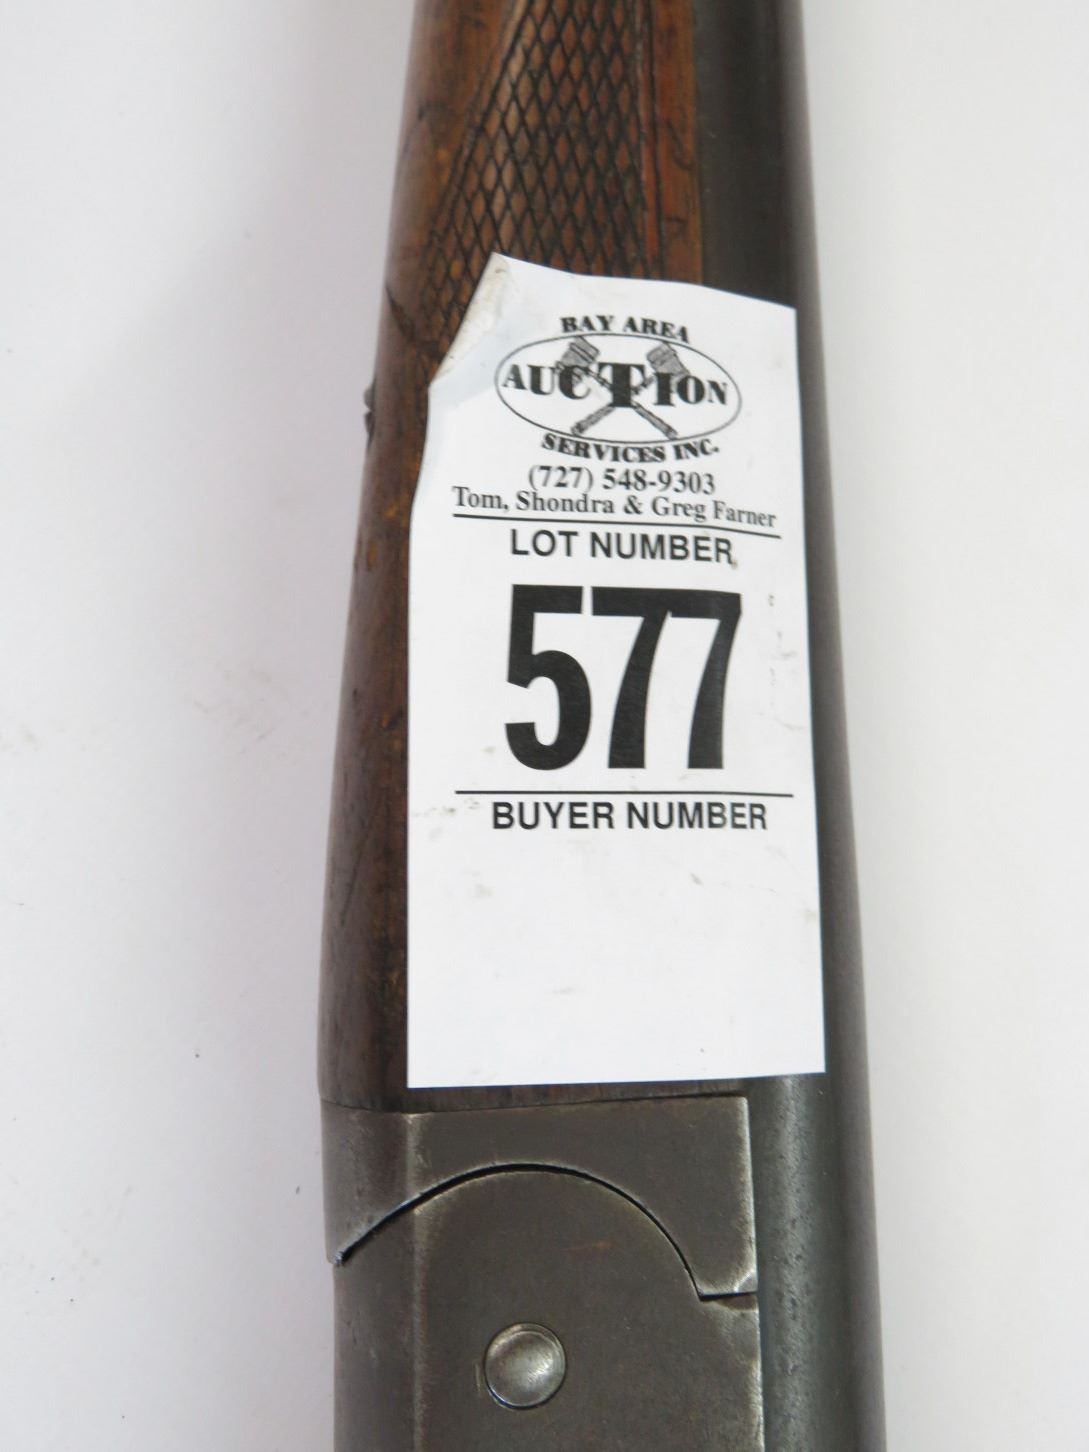 BAY AREA
AUCTION
SERVICES INC.
(727) 548-9303
Tom, Shondra & Greg Farner
LOT NUMBER
577
BUYER NUMBER